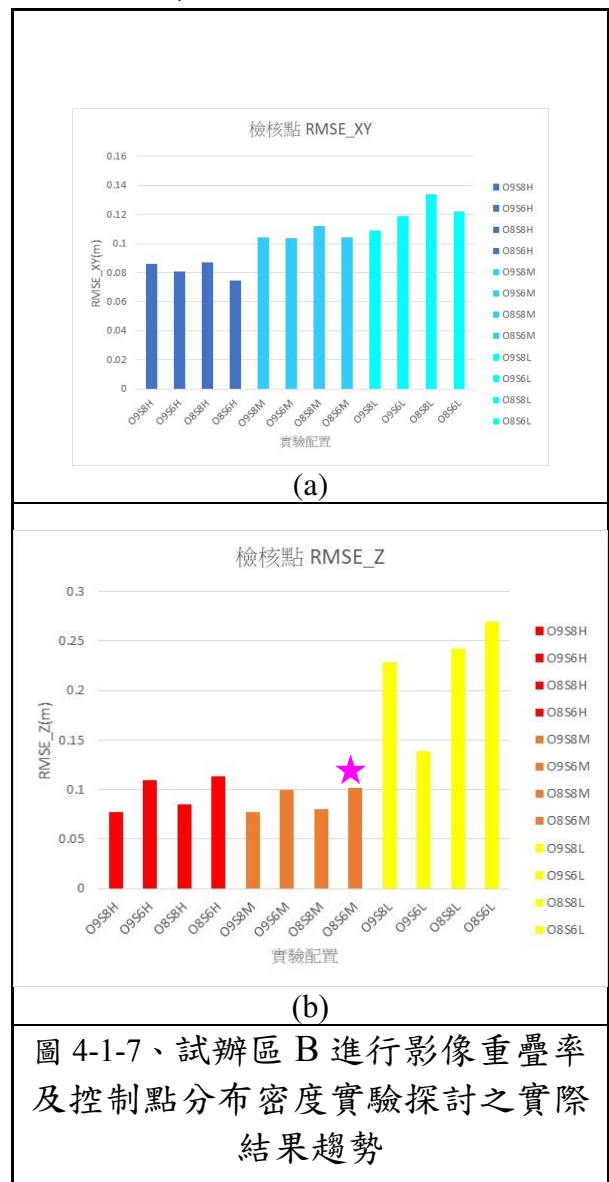 檢核點 RMSE_XY
0.16
0.14
0.12
0.1
0.08
0.06
0.04
0.02
0
RMSE_XY(m)
O9S8H
O9S6H
O8S8H
O8S6H
O9S8M
O9S6M
O8S8M
O8S6M
O9S8L
O9S6L
O8S8L
O8S6L
實驗配置
O9S8H
O9S6H
O8S8H
O8S6H
O9S8M
O9S6M
O8S8M
O8S6M
O9S8L
O9S6L
O8S8L
O8S6L
(a)
檢核點 RMSE_Z
0.3
0.25
0.2
0.15
0.1
0.05
0
RMSE_Z(m)
O9S8H
O9S6H
O8S8H
O8S6H
O9S8M
O9S6M
O8S8M
O8S6M
O9S8L
O9S6L
O8S8L
O8S6L
實驗配置
O9S8H
O9S6H
O8S8H
O8S6H
O9S8M
O9S6M
O8S8M
O8S6M
O9S8L
O9S6L
O8S8L
O8S6L
(b)
圖 4-1-7、試辦區 B 進行影像重疊率
及控制點分布密度實驗探討之實際
結果趨勢